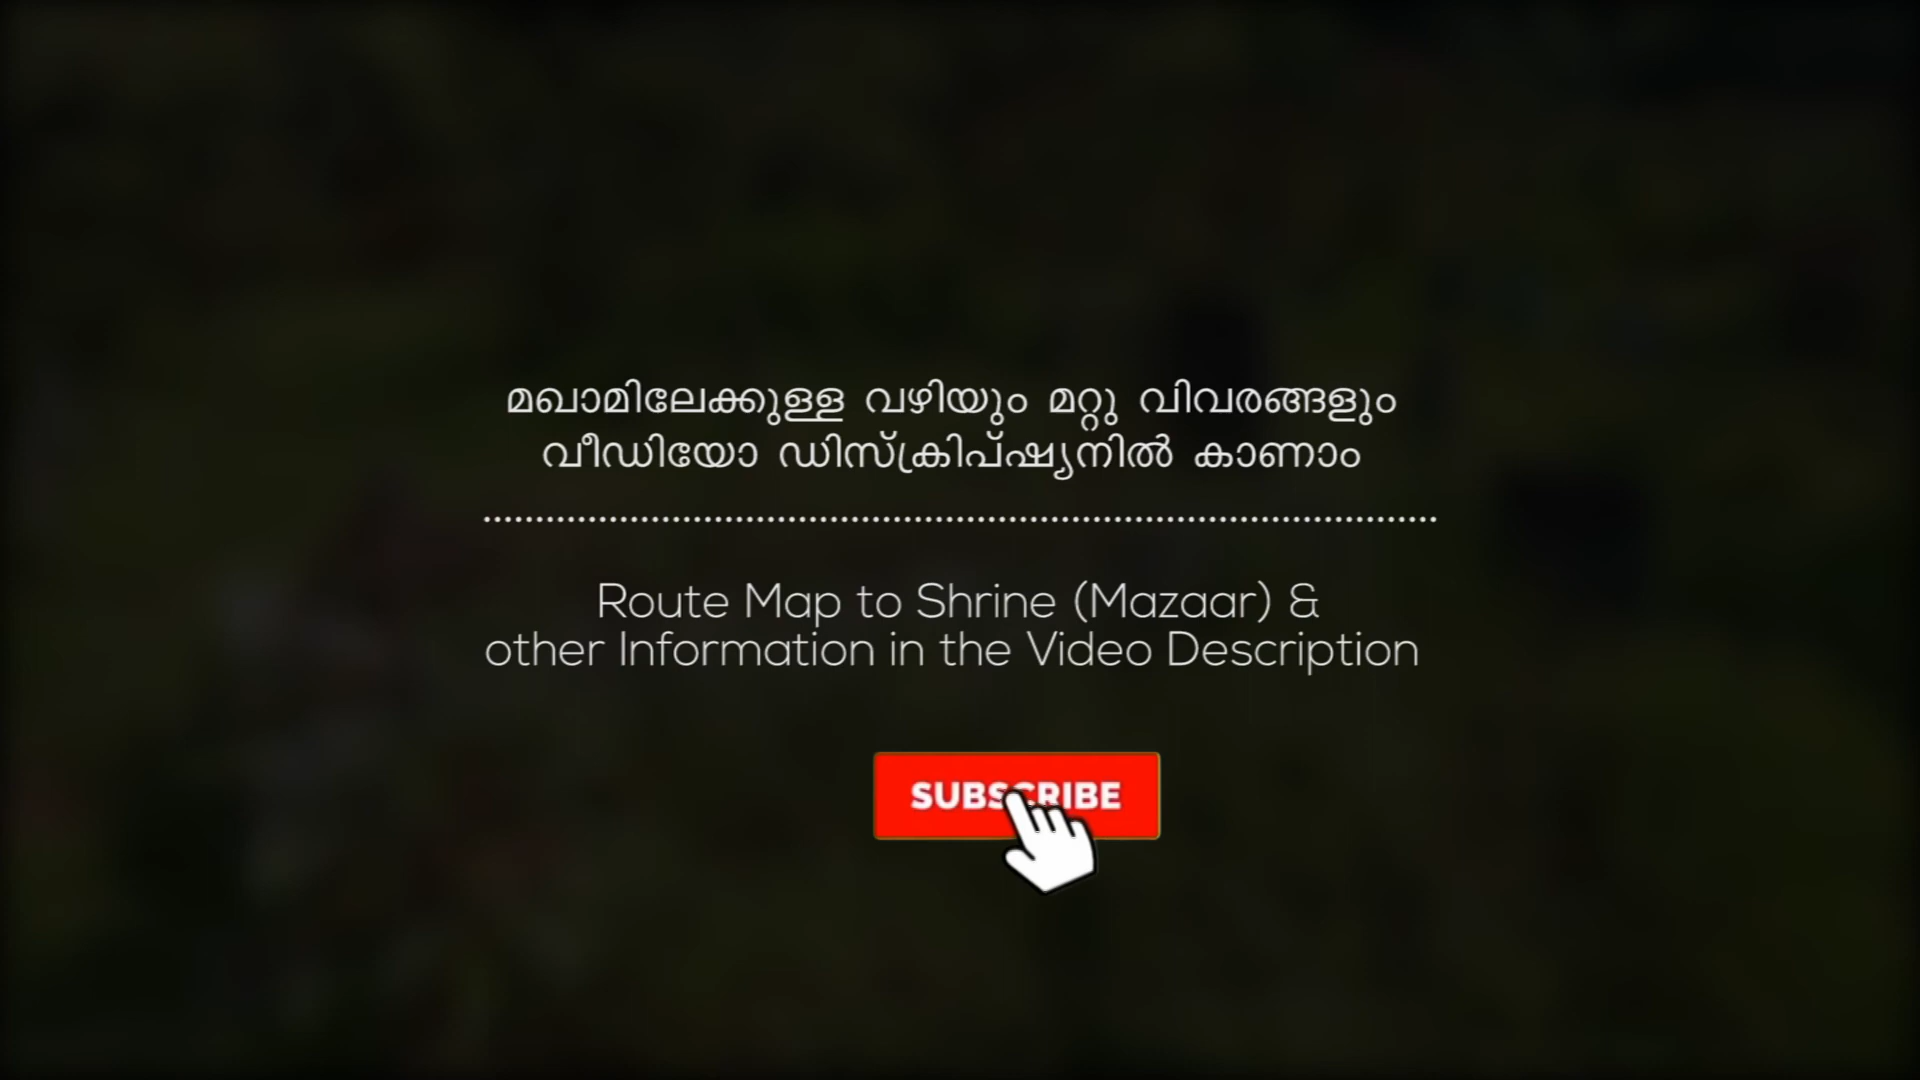 മഖാമിലേക്കുള്ള വഴിയും മറ്റു വിവരങ്ങളും
വീഡിയോ ഡിസ്ക്രിപ്ഷ്യനിൽ കാണാം
Route Map to Shrine (Mazaar) &
other Information in the Video Description
SUBSCRIBE